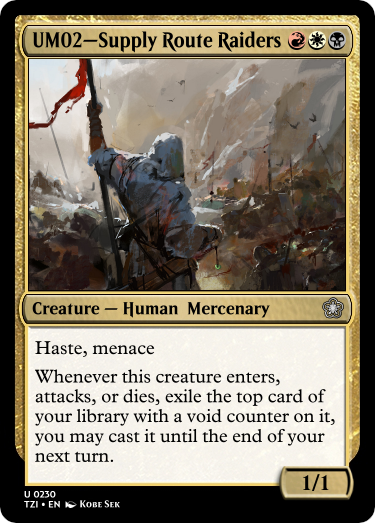 UM02—Supply Route Raiders
Creature — Human Mercenary
Haste, menace
Whenever this creature enters,
attacks, or dies, exile the top card of
your library with a void counter on it,
you may cast it until the end of your
next turn.
1/1
U 0230
TZI • EN Kobe Sek